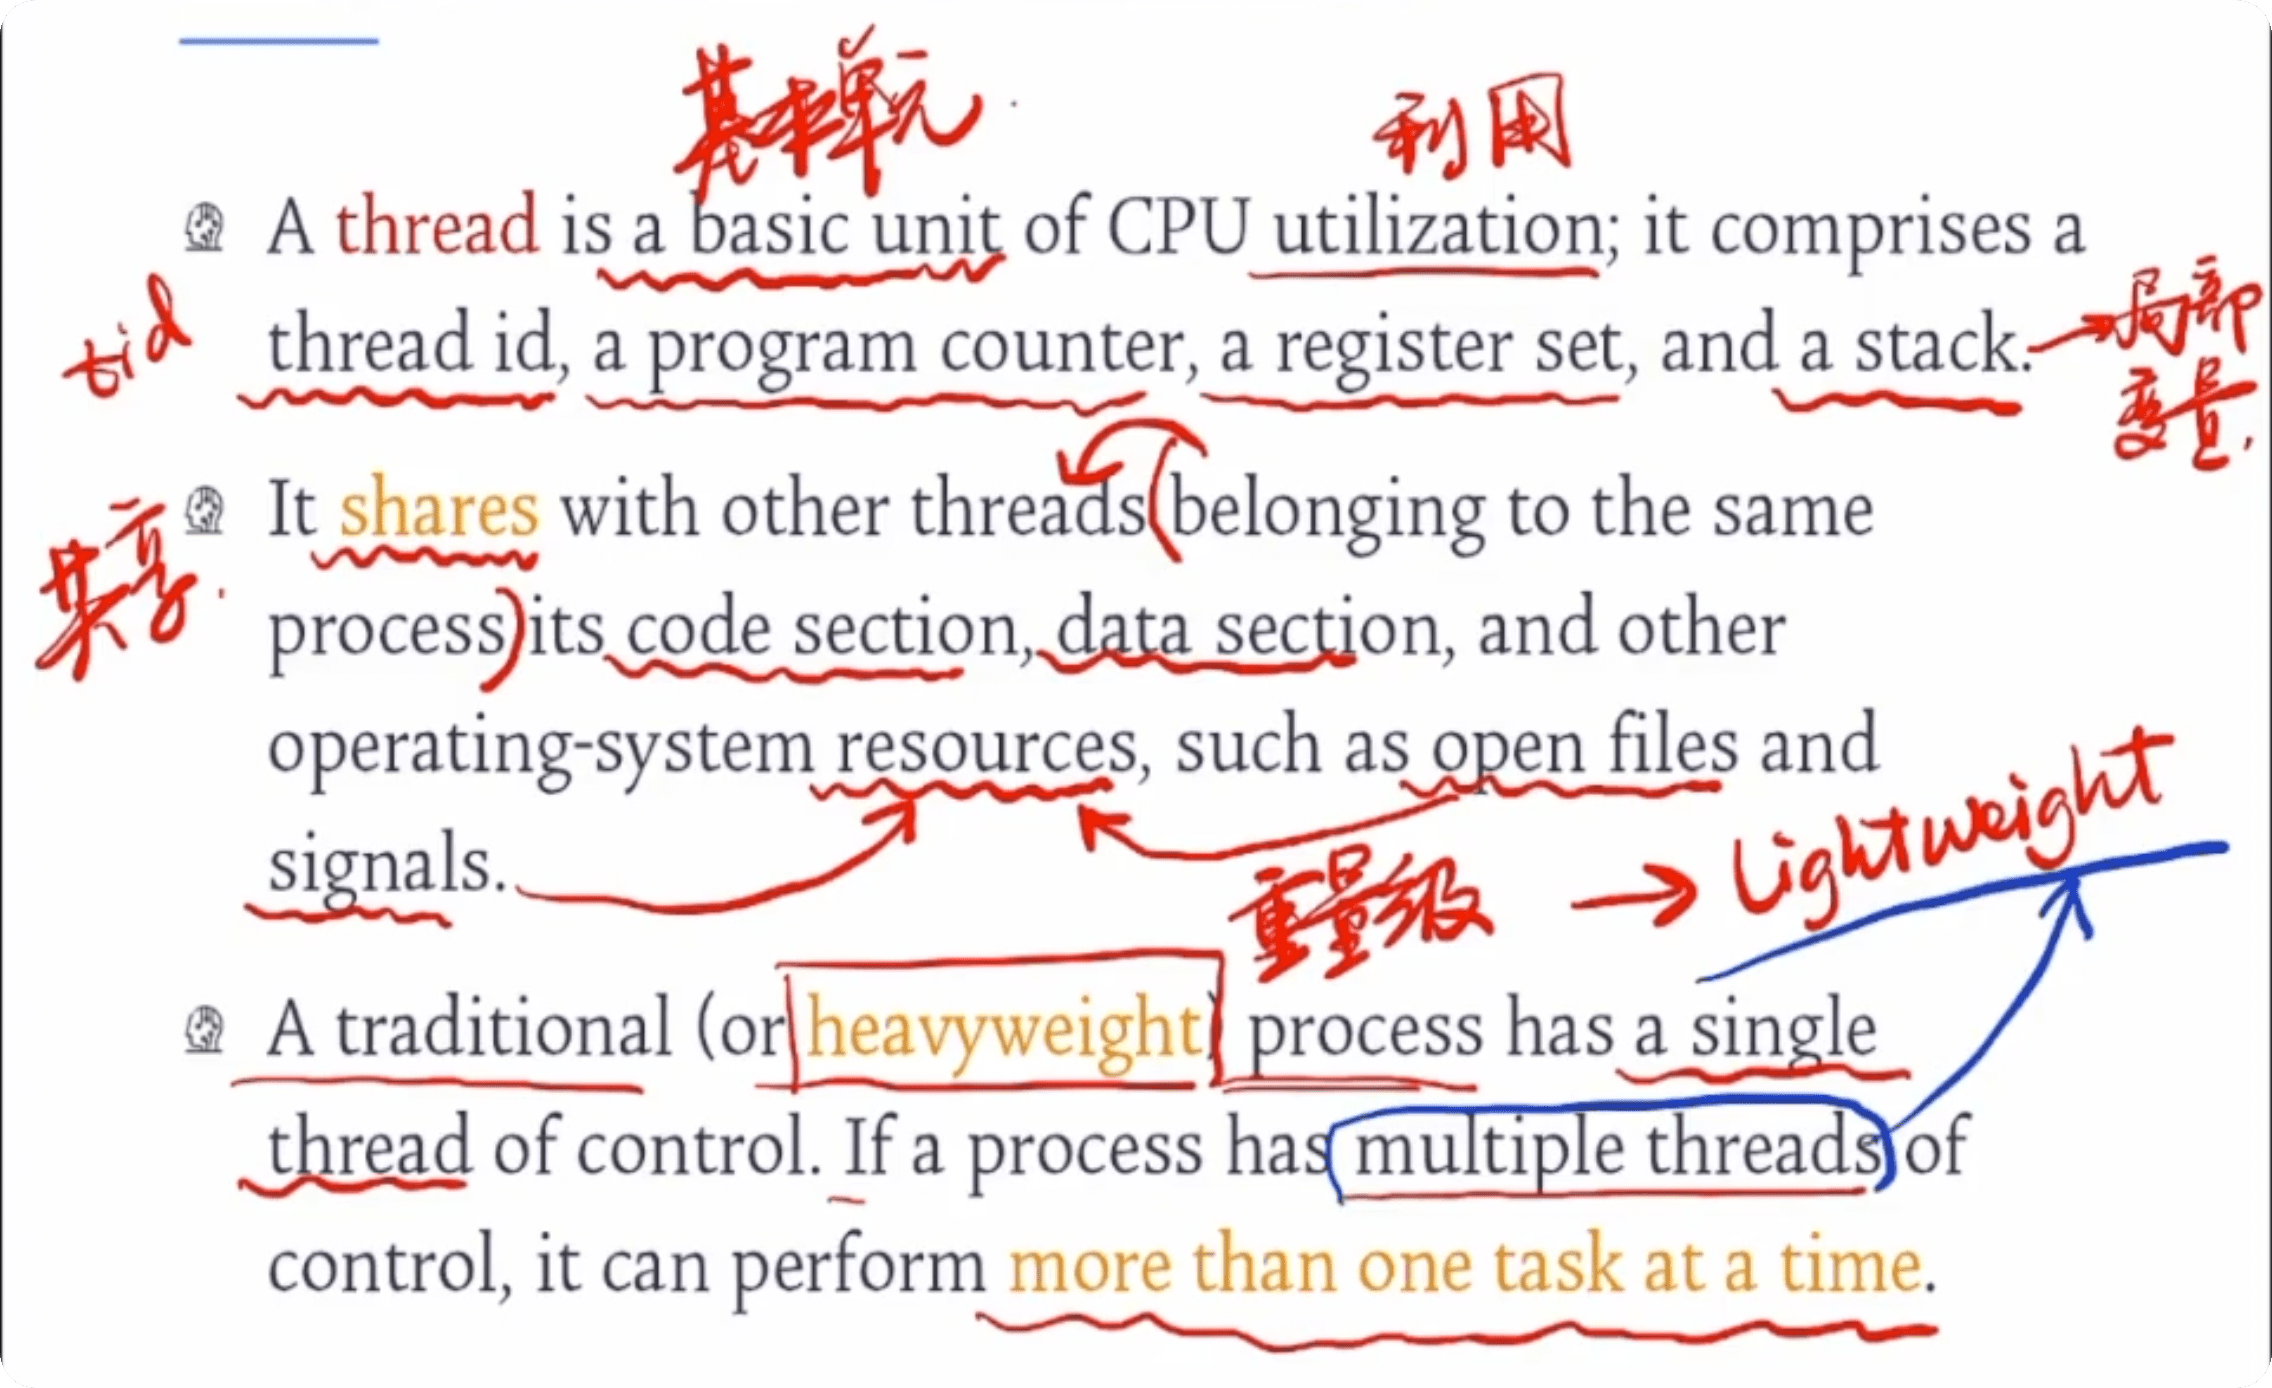 基本单元
利用
A thread is a basic unit of CPU utilization; it comprises a
tid
thread id, a program counter, a register set, and a stack.
局部
变量.
It shares with other threads (belonging to the same
共享.
process) its code section, data section, and other
operating-system resources, such as open files and
signals.
重量级 → Lightweight
A traditional (or heavyweight) process has a single
thread of control. If a process has multiple threads of
control, it can perform more than one task at a time.